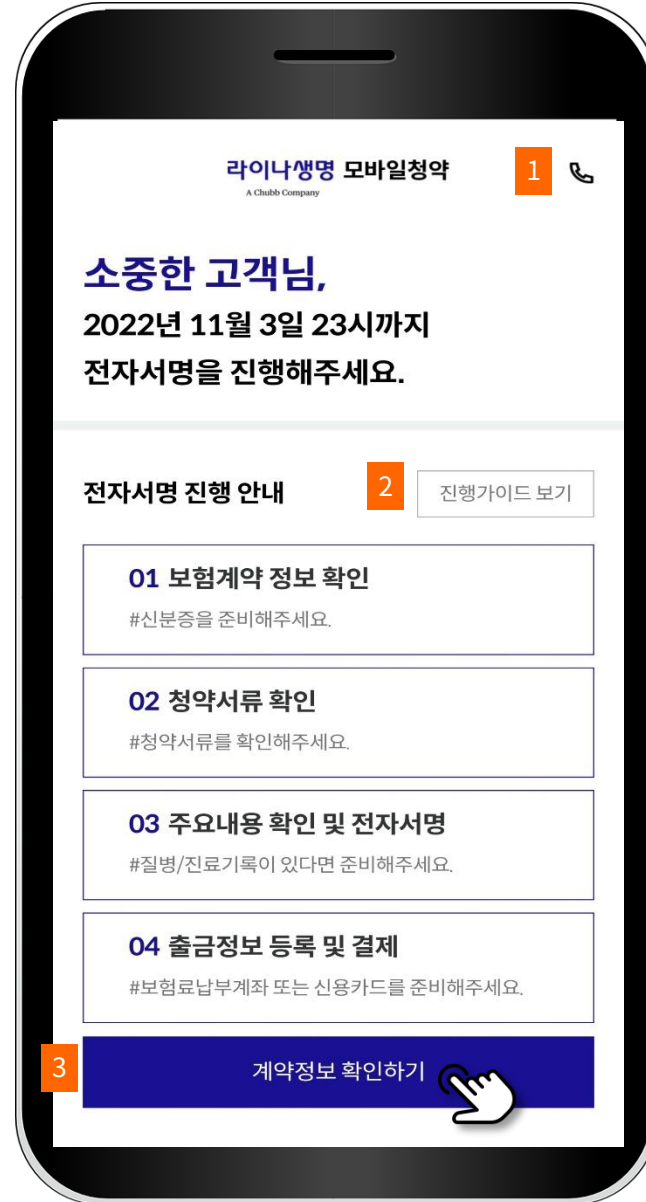 라이나생명 모바일청약
A Chubb Company
1
소중한 고객님,
2022년 11월 3일 23시까지
전자서명을 진행해주세요.
전자서명 진행 안내
2
진행가이드 보기
01 보험계약 정보 확인
#신분증을 준비해주세요.
02 청약서류 확인
#청약서류를 확인해주세요.
03 주요내용 확인 및 전자서명
#질병/진료기록이 있다면 준비해주세요.
04 출금정보 등록 및 결제
#보험료납부계좌 또는 신용카드를 준비해주세요.
3
계약정보 확인하기